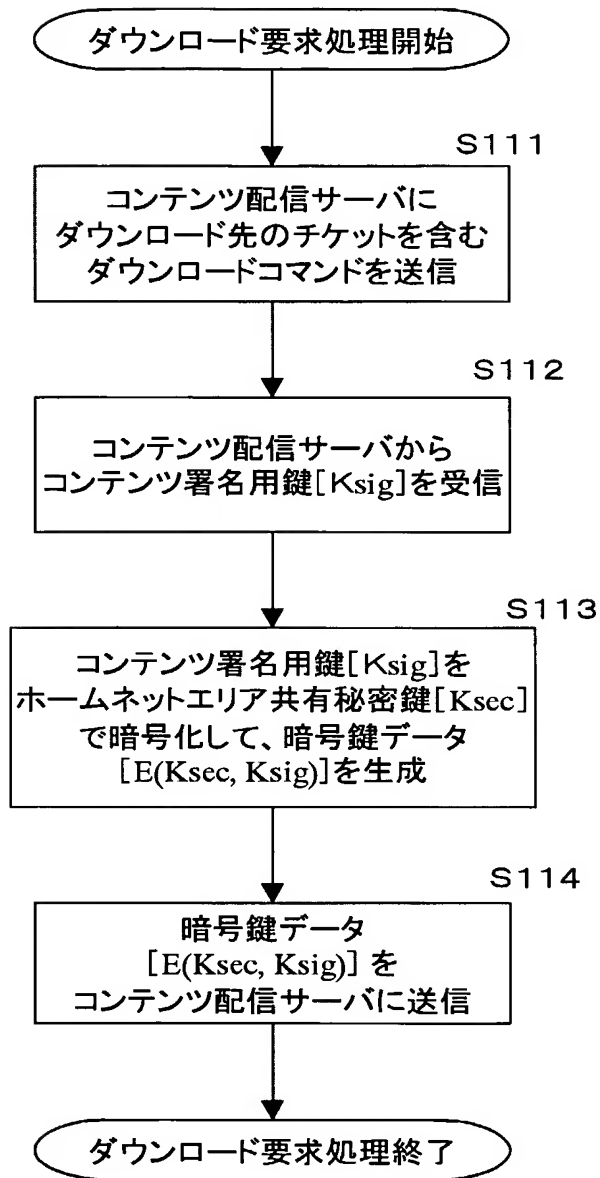 ダウンロード要求処理開始
S111
コンテンツ配信サーバに
ダウンロード先のチケットを含む
ダウンロードコマンドを送信
S112
コンテンツ配信サーバから
コンテンツ署名用鍵[Ksig]を受信
S113
コンテンツ署名用鍵[Ksig]を
ホームネットエリア共有秘密鍵[Ksec]
で暗号化して、暗号鍵データ
[E(Ksec, Ksig)]を生成
S114
暗号鍵データ
[E(Ksec, Ksig)] を
コンテンツ配信サーバに送信
ダウンロード要求処理終了